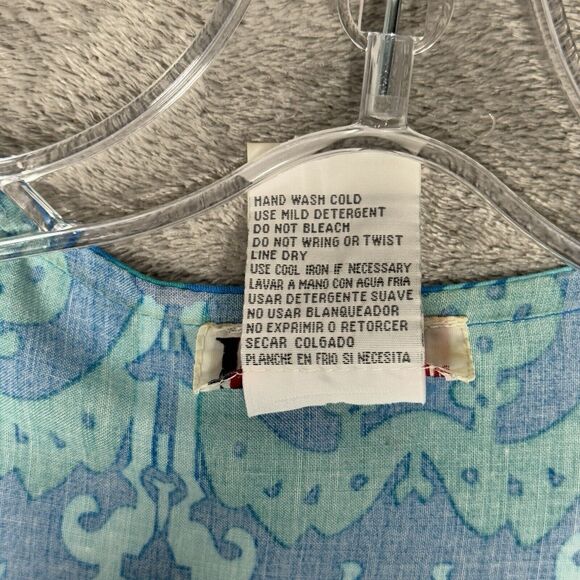 HAND WASH COLD
USE MILD DETERGENT
DO NOT BLEACH
DO NOT WRING OR TWIST
LINE DRY
USE COOL IRON IF NECESSARY
LAVAR A MANO CON AGUA FRIA
USAR DETERGENTE SUAVE
NO USAR BLANQUEADOR
NO EXPRIMIR O RETORCER
SECAR COLGADO
PLANCHE EN FRIO SI NECESITA